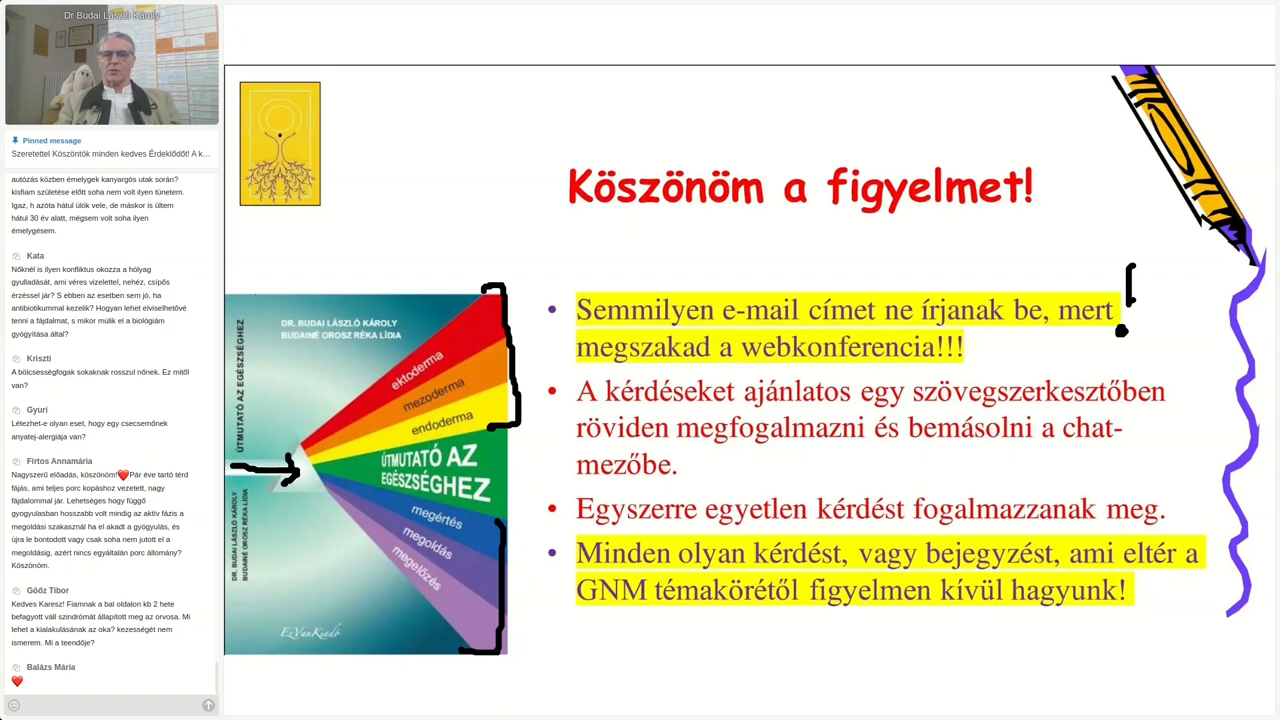 Dr Budai László Károly
Pinned message
Szeretettel Köszöntök minden kedves Érdeklődőt! A k…
autózás közben émelygek kanyargós utak során?
kisfiam születése előtt soha nem volt ilyen tünetem.
Igaz, h azóta hátul ülök vele, de máskor is ültem
hátul 30 év alatt, mégsem volt soha ilyen
émelygésem.
Kata
Nőknél is ilyen konfliktus okozza a hólyag
gyulladását, ami véres vizelettel, nehéz, csípős
érzéssel jár? S ebben az esetben sem jó, ha
antibiotikummal kezelik? Hogyan lehet elviselhetővé
tenni a fájdalmat, s mikor múlik el a biológiám
gyógyítása által?
Kriszti
A bölcsességfogak sokaknak rosszul nőnek. Ez mitől
van?
Gyuri
Létezhet-e olyan eset, hogy egy csecsemőnek
anyatej-alergiája van?
Firtos Annamária
Nagyszerű előadás, köszönöm!❤️Pár éve tartó térd
fájás, ami teljes porc kopáshoz vezetett, nagy
fájdalommal jár. Lehetséges hogy függő
gyogyulasban hosszabb volt mindig az aktív fázis a
megoldási szakasznál ha el akadt a gyógyulás, és
újra le bontodott vagy csak soha nem jutott el a
megoldásig, azért nincs egyáltalán porc állomány?
Köszönöm.
Gőőz Tibor
Kedves Karesz! Fiamnak a bal oldalon kb 2 hete
befagyott váll szindrómát állapított meg az orvosa. Mi
lehet a kialakulásának az oka? kezességét nem
ismerem. Mi a teendője?
Balázs Mária
❤️
Köszönöm a figyelmet!
DR. BUDAI LÁSZLÓ KÁROLY
BUDAINÉ OROSZ RÉKA LÍDIA
ÚTMUTATÓ AZ EGÉSZSÉGHEZ
ektoderma
mezoderma
endoderma
ÚTMUTATÓ AZ
EGÉSZSÉGHEZ
megértés
megoldás
megelőzés
DR. BUDAI LÁSZLÓ KÁROLY
BUDAINÉ OROSZ RÉKA LÍDIA
EzVanKiadó
• Semmilyen e-mail címet ne írjanak be, mert
megszakad a webkonferencia!!!
• A kérdéseket ajánlatos egy szövegszerkesztőben
röviden megfogalmazni és bemásolni a chat-
mezőbe.
• Egyszerre egyetlen kérdést fogalmazzanak meg.
• Minden olyan kérdést, vagy bejegyzést, ami eltér a
GNM témakörétől figyelmen kívül hagyunk!